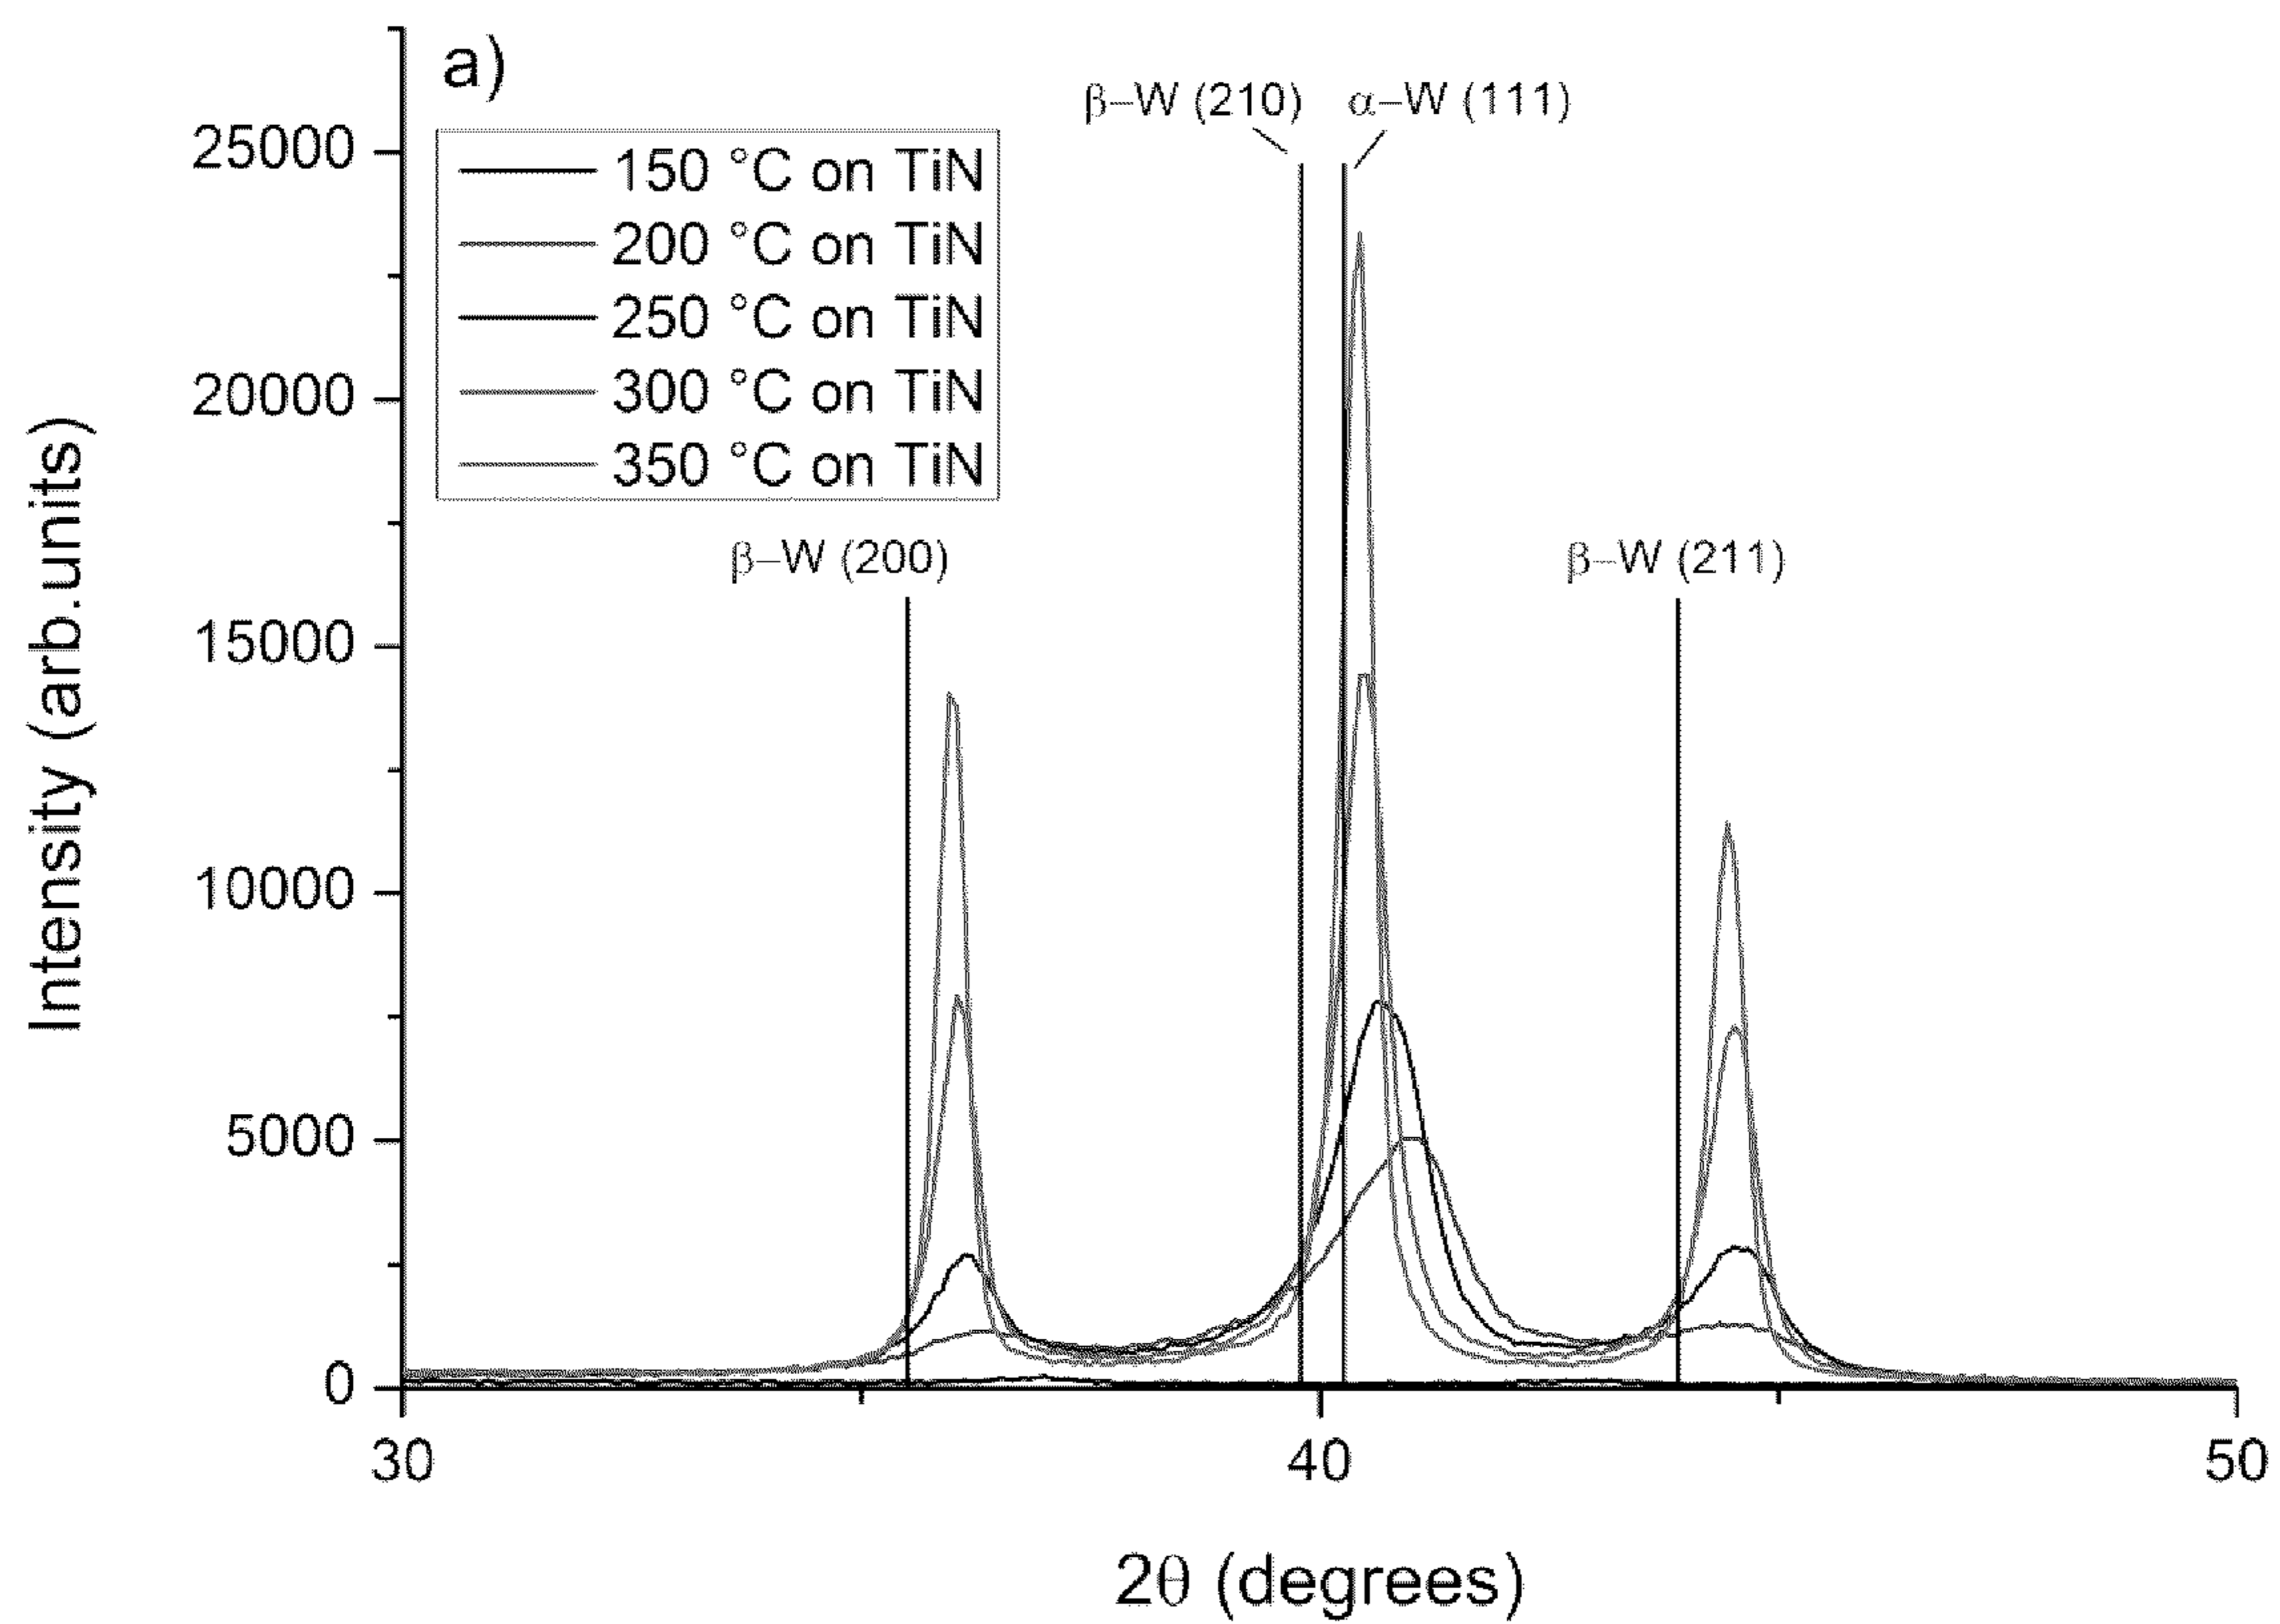 a)
β–W (210)
α–W (111)
150 °C on TiN
200 °C on TiN
250 °C on TiN
300 °C on TiN
350 °C on TiN
β–W (200)
β–W (211)
Intensity (arb.units)
25000
20000
15000
10000
5000
0
30
40
50
2θ (degrees)